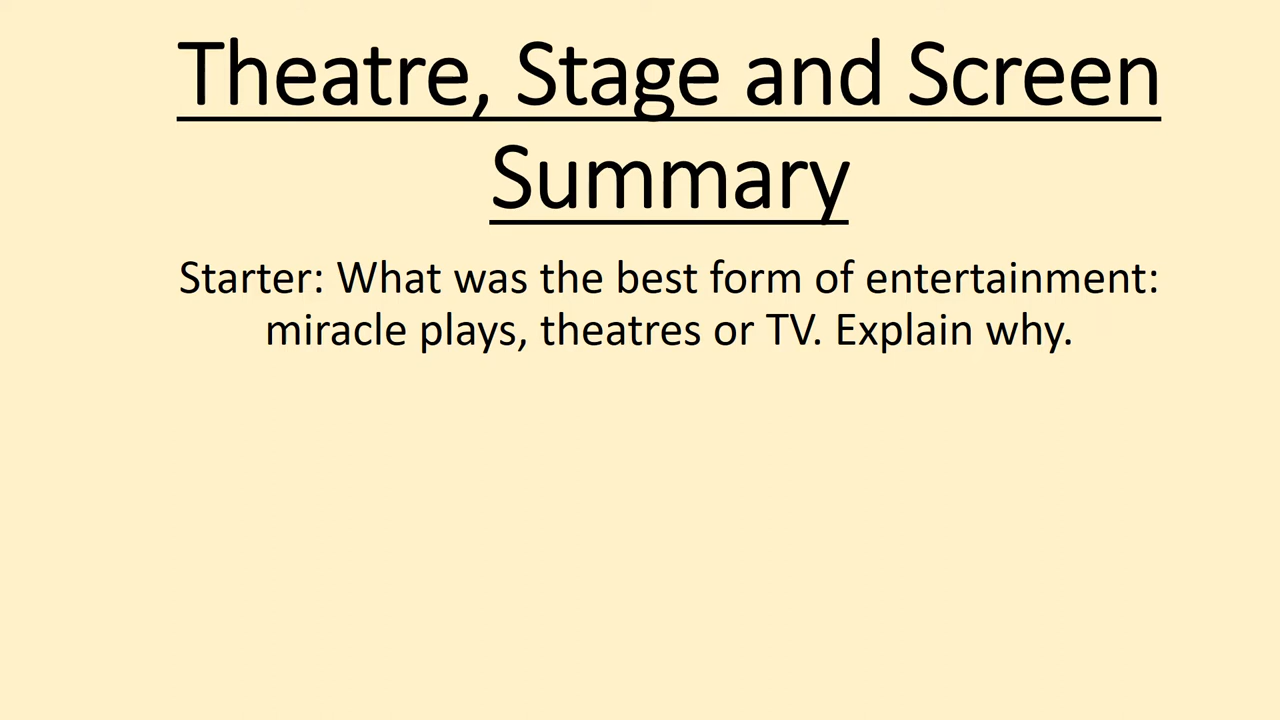 Theatre, Stage and Screen
Summary
Starter: What was the best form of entertainment:
miracle plays, theatres or TV. Explain why.